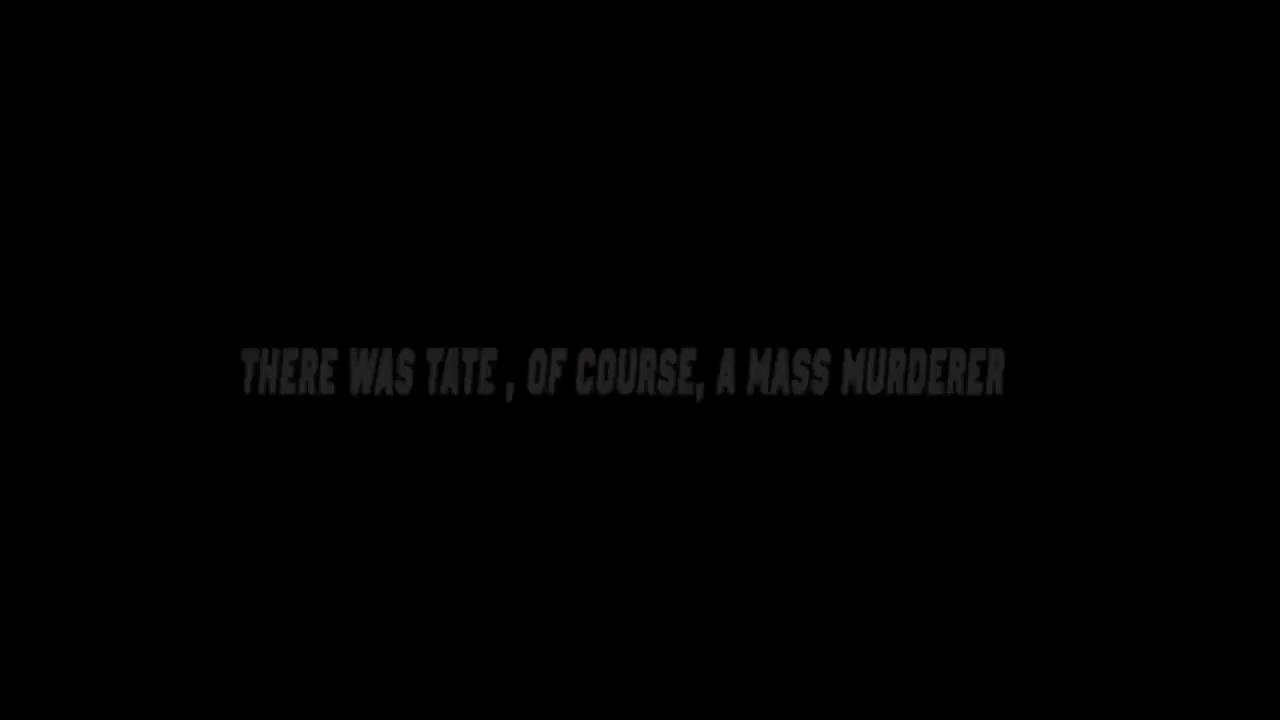 THERE WAS TATE , OF COURSE, A MASS MURDERER